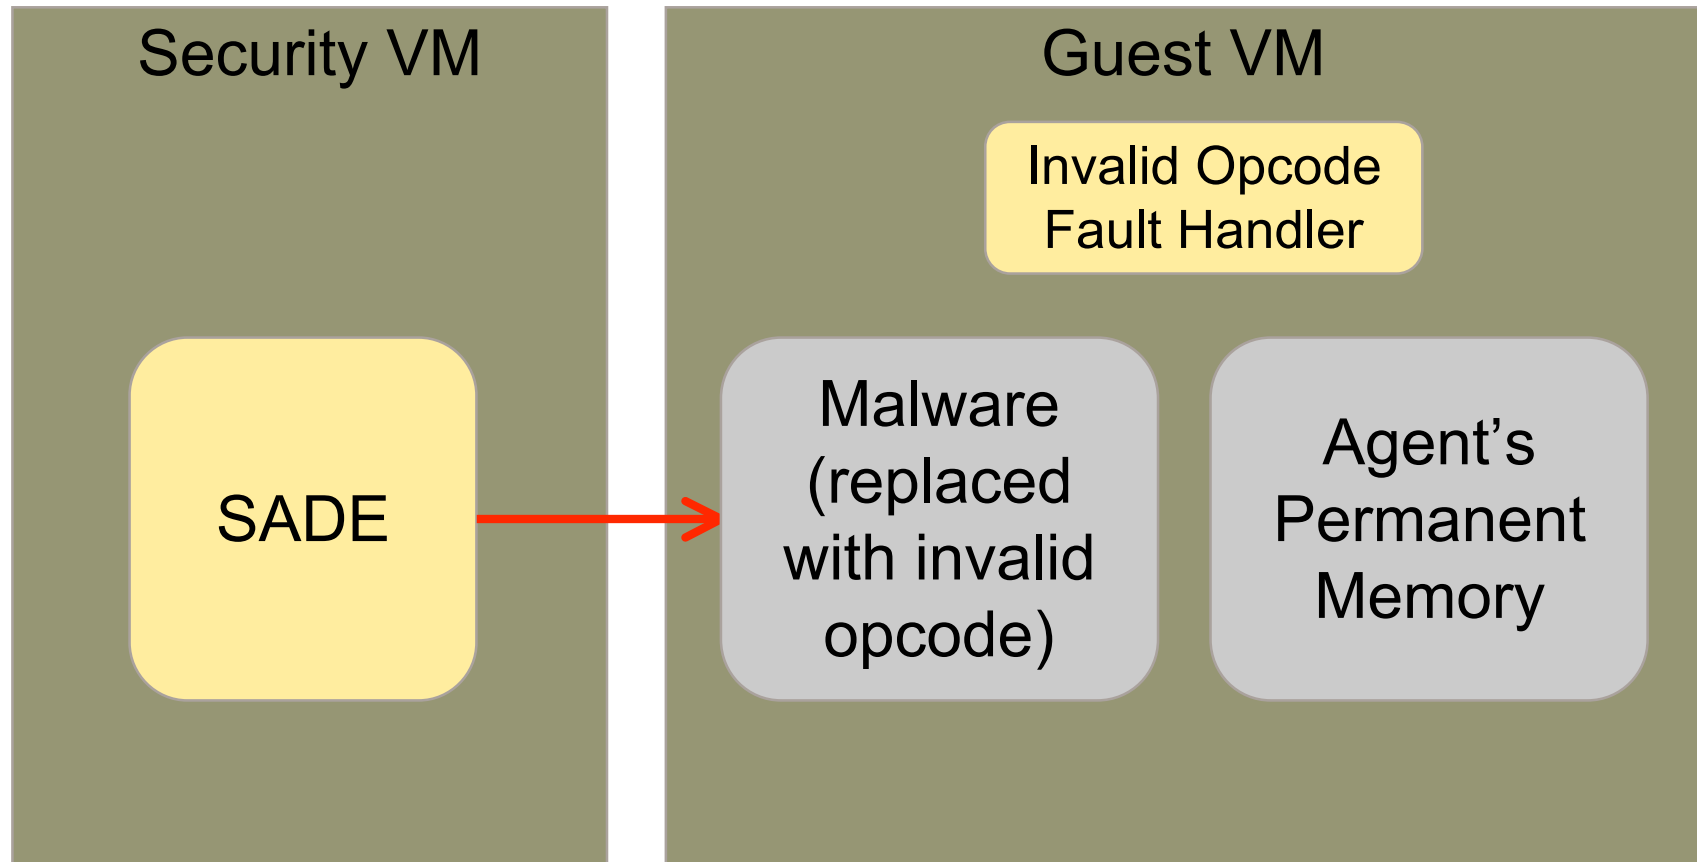 Security VM
Guest VM
Invalid Opcode
Fault Handler
SADE
Malware
(replaced
with invalid
opcode)
Agent’s
Permanent
Memory